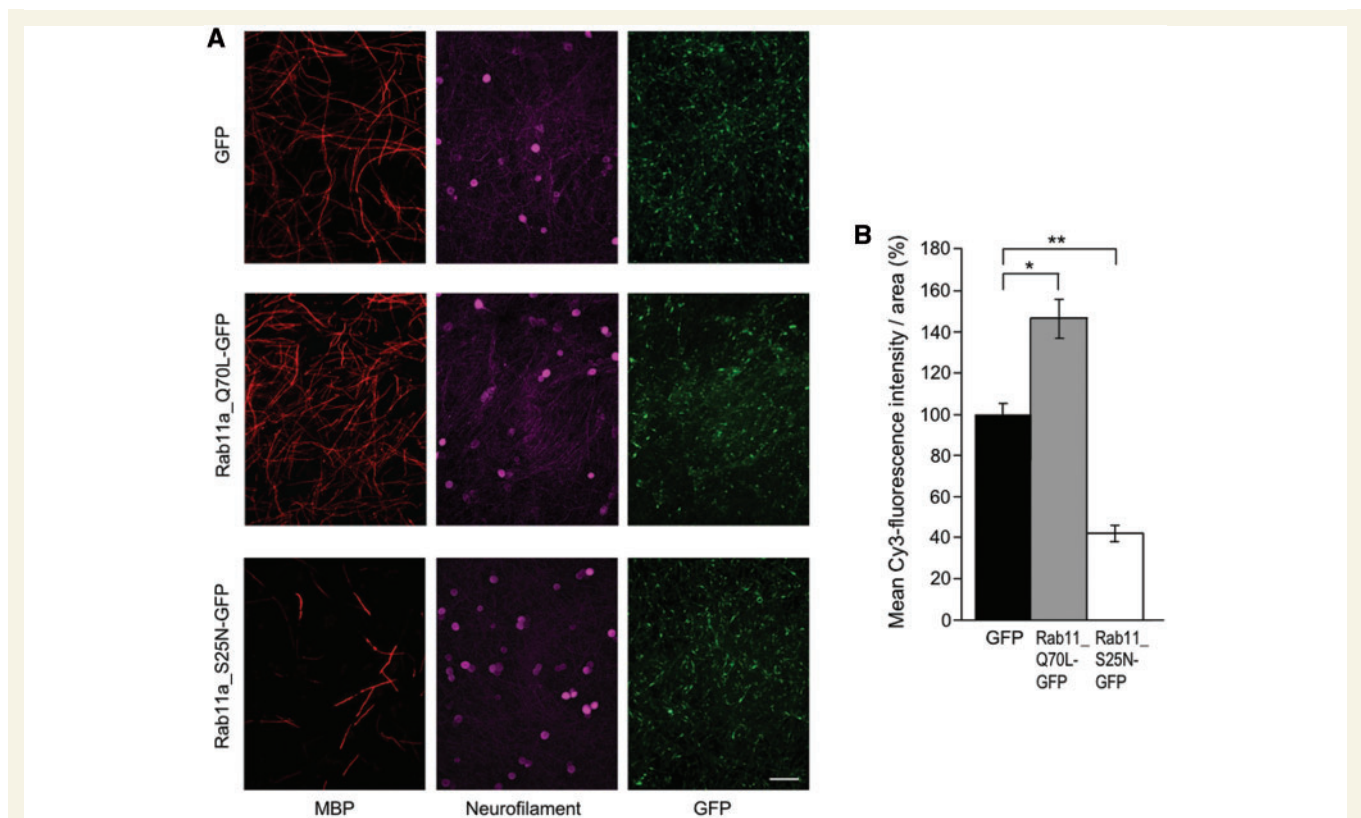 A
GFP
Rab11a_Q70L-GFP
Rab11a_S25N-GFP
MBP
Neurofilament
GFP
B
Mean Cy3-fluorescence intensity / area (%)
180
160
140
120
100
80
60
40
20
0
**
*
GFP
Rab11_
Q70L-
GFP
Rab11_
S25N-
GFP